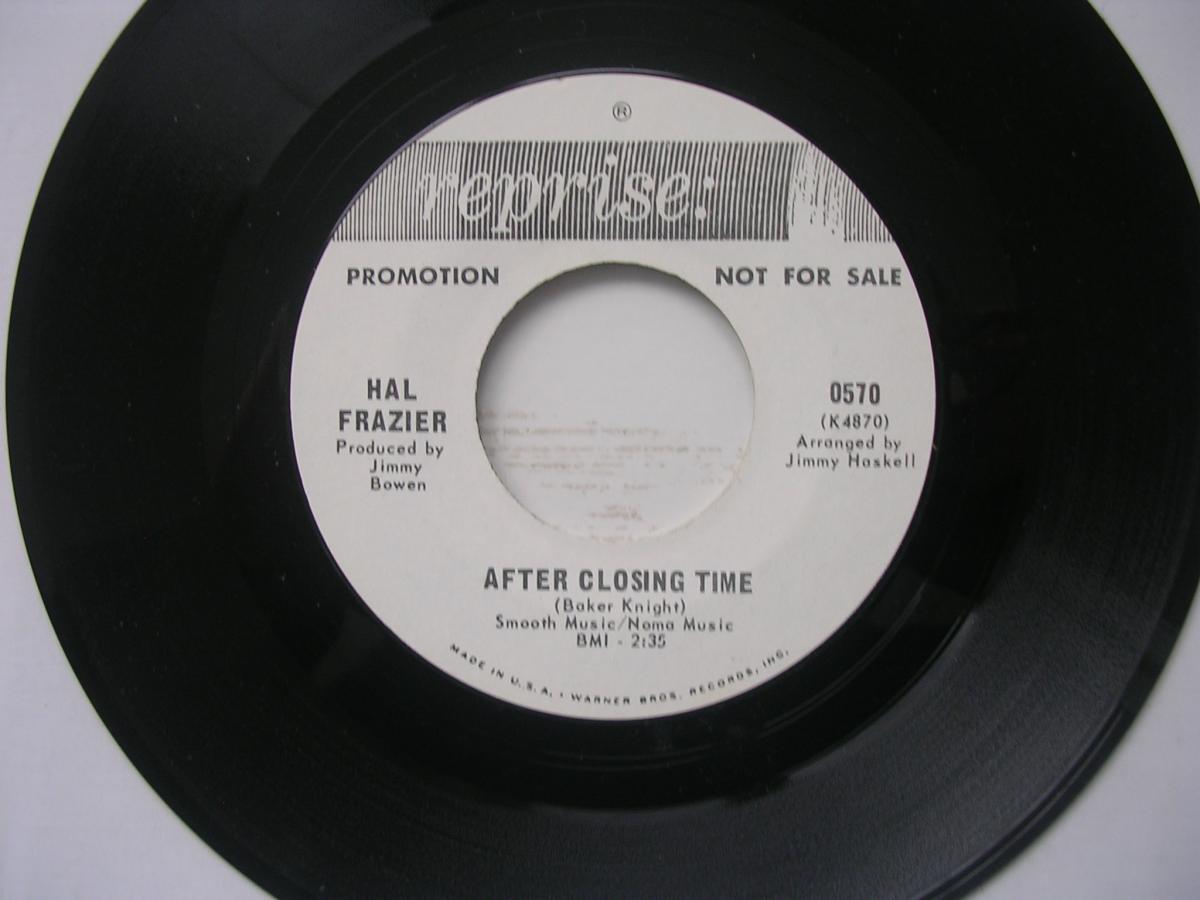 ®
reprise:
PROMOTION NOT FOR SALE
HAL
FRAZIER
Produced by
Jimmy
Bowen
0570
(K4870)
Arranged by
Jimmy Haskell
AFTER CLOSING TIME
(Baker Knight)
Smooth Music/Noma Music
BMI - 2:35
MADE IN U.S.A. • WARNER BROS. RECORDS, INC.